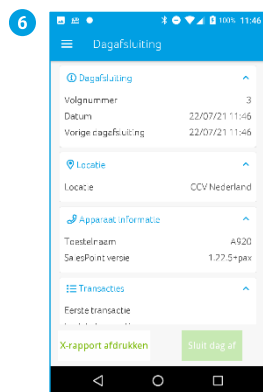 6
100% 11:46
Dagafsluiting
Dagafsluiting
Volgnummer 3
Datum 22/07/21 11:46
Vorige dagafsluiting 22/07/21 11:46
Locatie
Locatie CCV Nederland
Apparaat informatie
Toestelnaam A920
SalesPoint versie 1.22.5+pax
Transacties
Eerste transactie
X-rapport afdrukken Sluit dag af